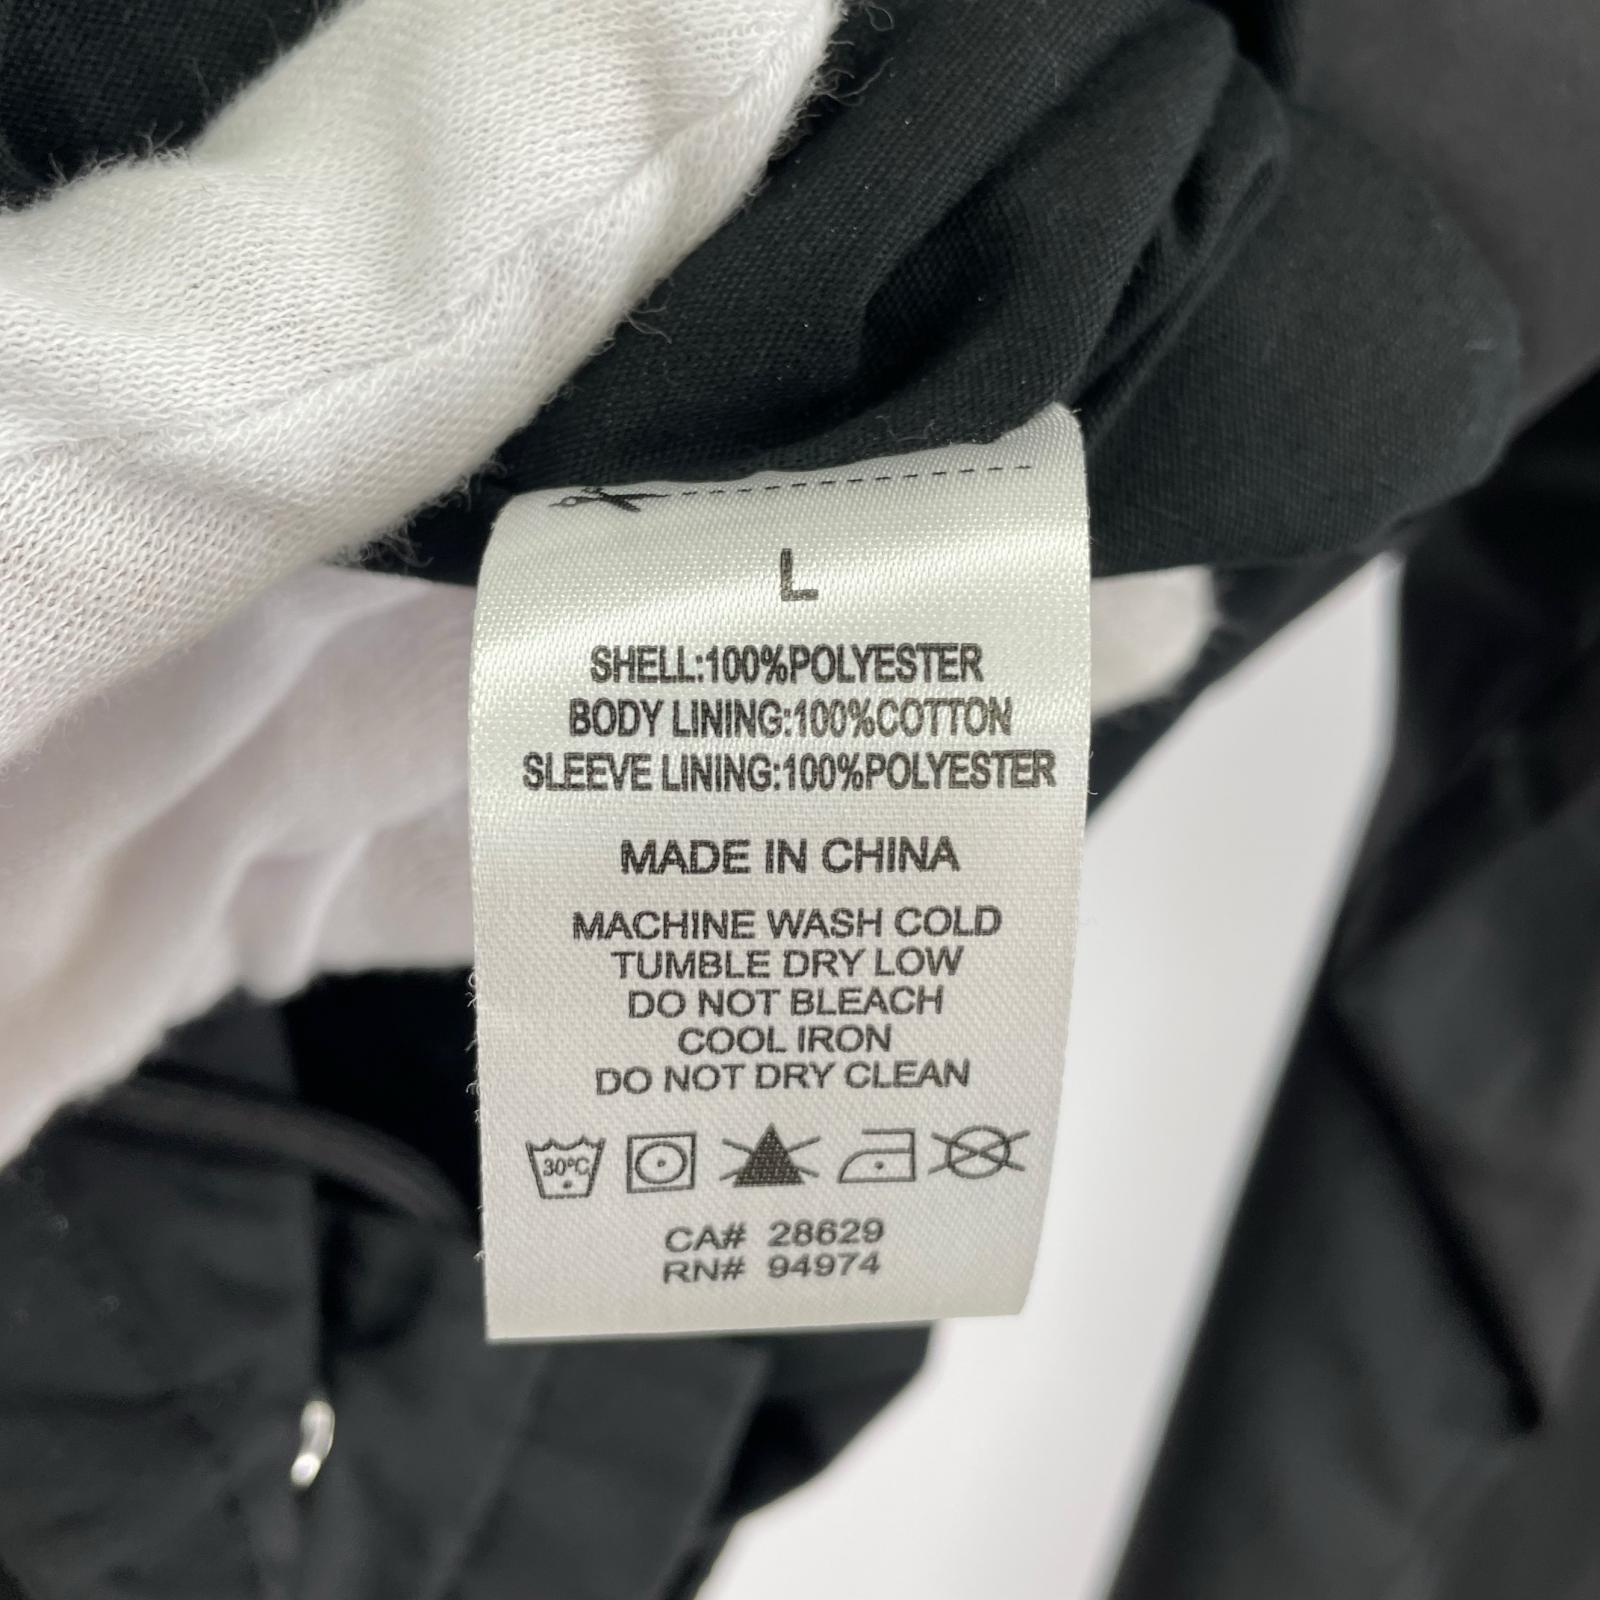 L
SHELL:100%POLYESTER
BODY LINING:100%COTTON
SLEEVE LINING:100%POLYESTER
MADE IN CHINA
MACHINE WASH COLD
TUMBLE DRY LOW
DO NOT BLEACH
COOL IRON
DO NOT DRY CLEAN
30°C
CA# 28629
RN# 94974